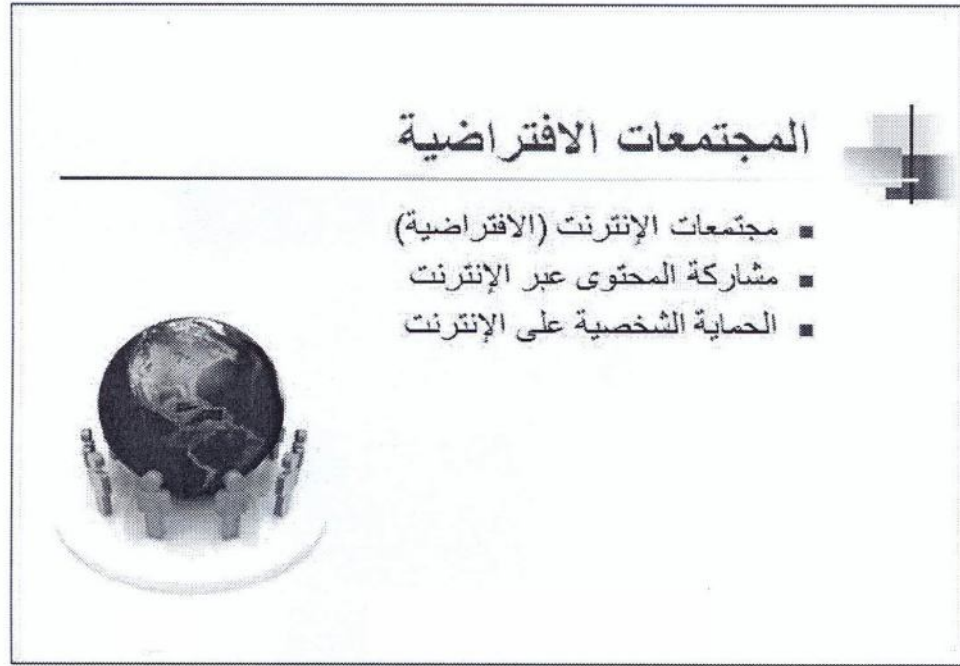 المجتمعات الافتراضية
مجتمعات الإنترنت (الافتراضية)
مشاركة المحتوى عبر الإنترنت
الحماية الشخصية على الإنترنت